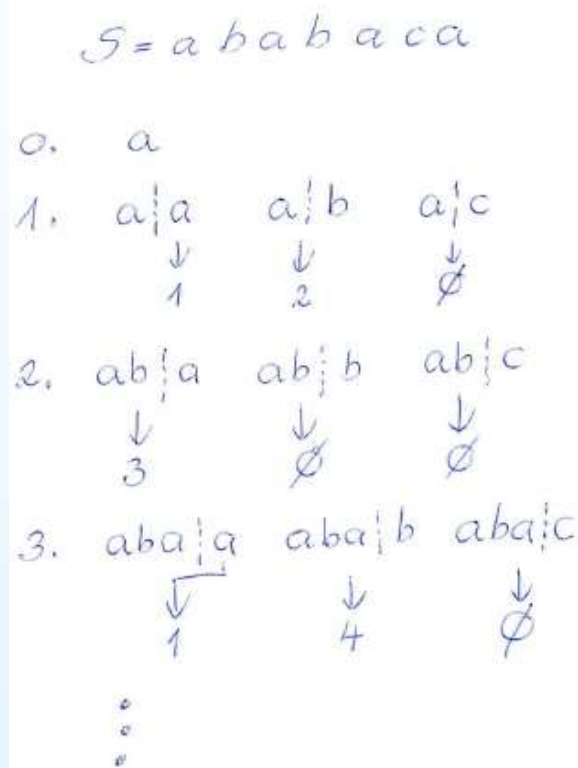 S = a b a b a c a
0. a
1. a¦a a¦b a¦c
↓ ↓ ↓
1 2 ∅
2. ab¦a ab¦b ab¦c
↓ ↓ ↓
3 ∅ ∅
3. aba¦a aba¦b aba¦c
↓ ↓ ↓
1 4 ∅
⋮